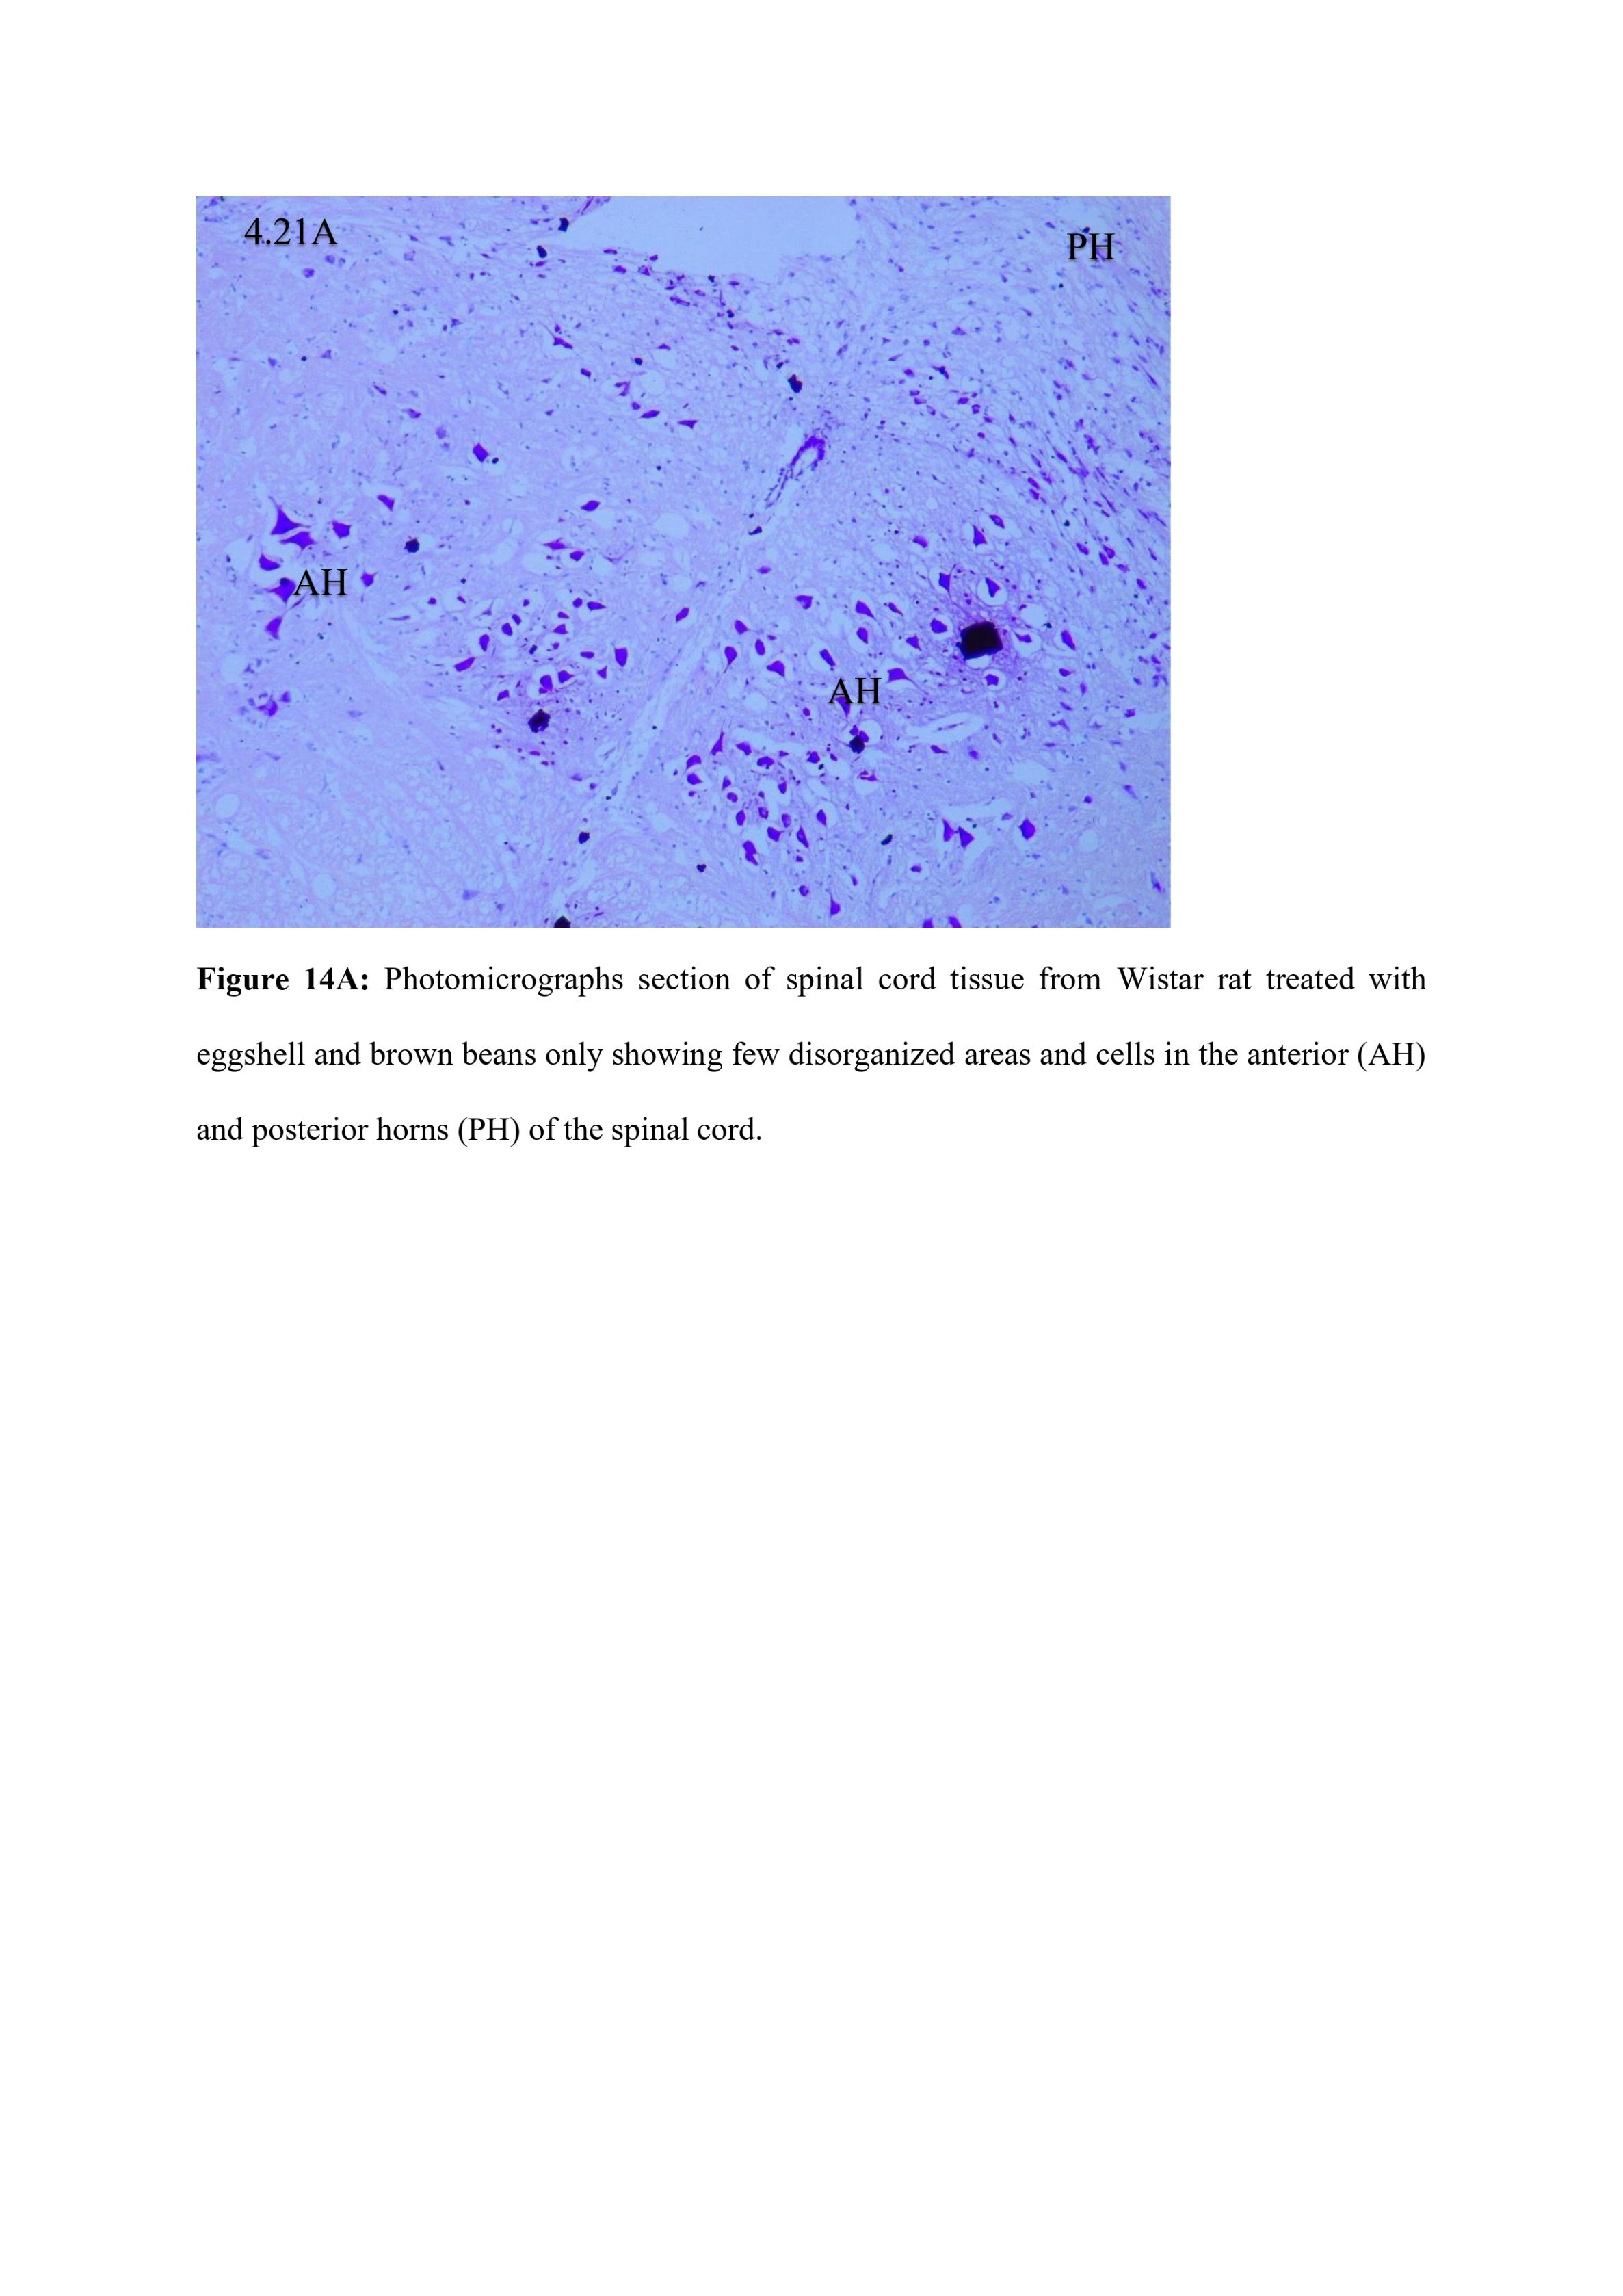 4.21A
PH
AH
AH
Figure 14A: Photomicrographs section of spinal cord tissue from Wistar rat treated with
eggshell and brown beans only showing few disorganized areas and cells in the anterior (AH)
and posterior horns (PH) of the spinal cord.